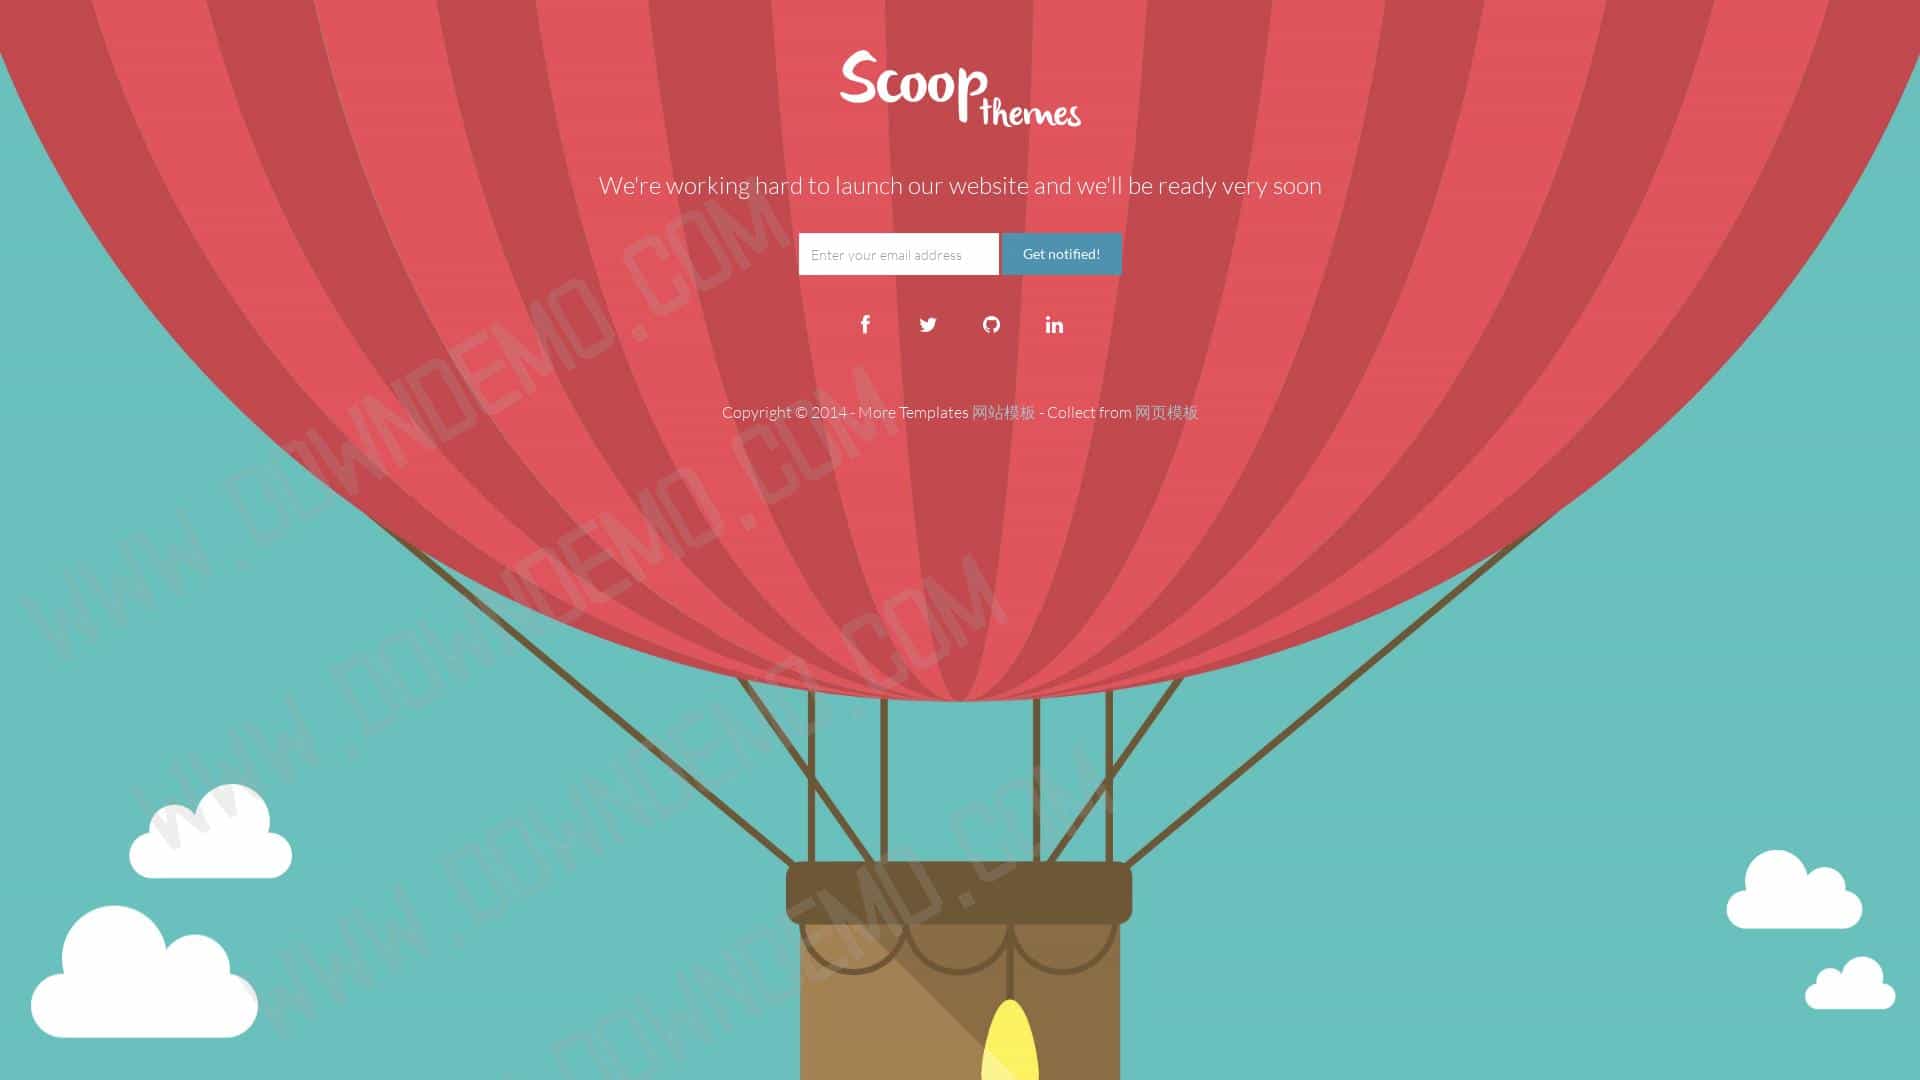 Scoop
themes
We're working hard to launch our website and we'll be ready very soon
Enter your email address
Get notified!
Copyright © 2014 - More Templates 网站模板 - Collect from 网页模板
WWW.DOWNDEMO.COM
WWW.DOWNDEMO.COM
WWW.DOWNDEMO.COM
WWW.DOWNDEMO.COM